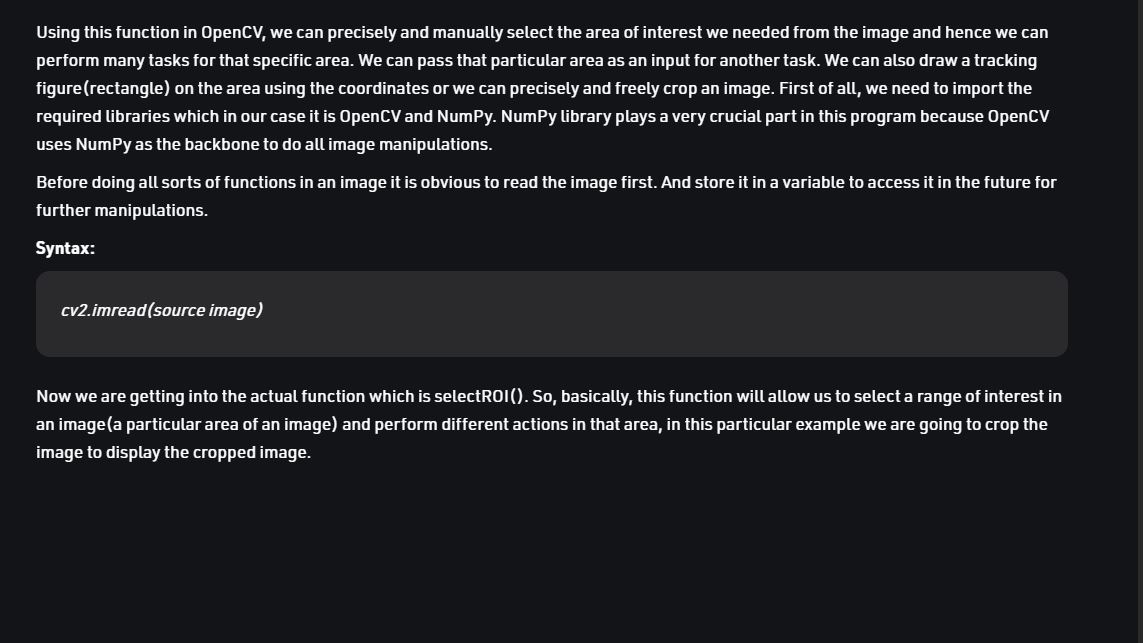 Using this function in OpenCV, we can precisely and manually select the area of interest we needed from the image and hence we can
perform many tasks for that specific area. We can pass that particular area as an input for another task. We can also draw a tracking
figure(rectangle) on the area using the coordinates or we can precisely and freely crop an image. First of all, we need to import the
required libraries which in our case it is OpenCV and NumPy. NumPy library plays a very crucial part in this program because OpenCV
uses NumPy as the backbone to do all image manipulations.
Before doing all sorts of functions in an image it is obvious to read the image first. And store it in a variable to access it in the future for
further manipulations.
Syntax:
cv2.imread(source image)
Now we are getting into the actual function which is selectROI(). So, basically, this function will allow us to select a range of interest in
an image(a particular area of an image) and perform different actions in that area, in this particular example we are going to crop the
image to display the cropped image.